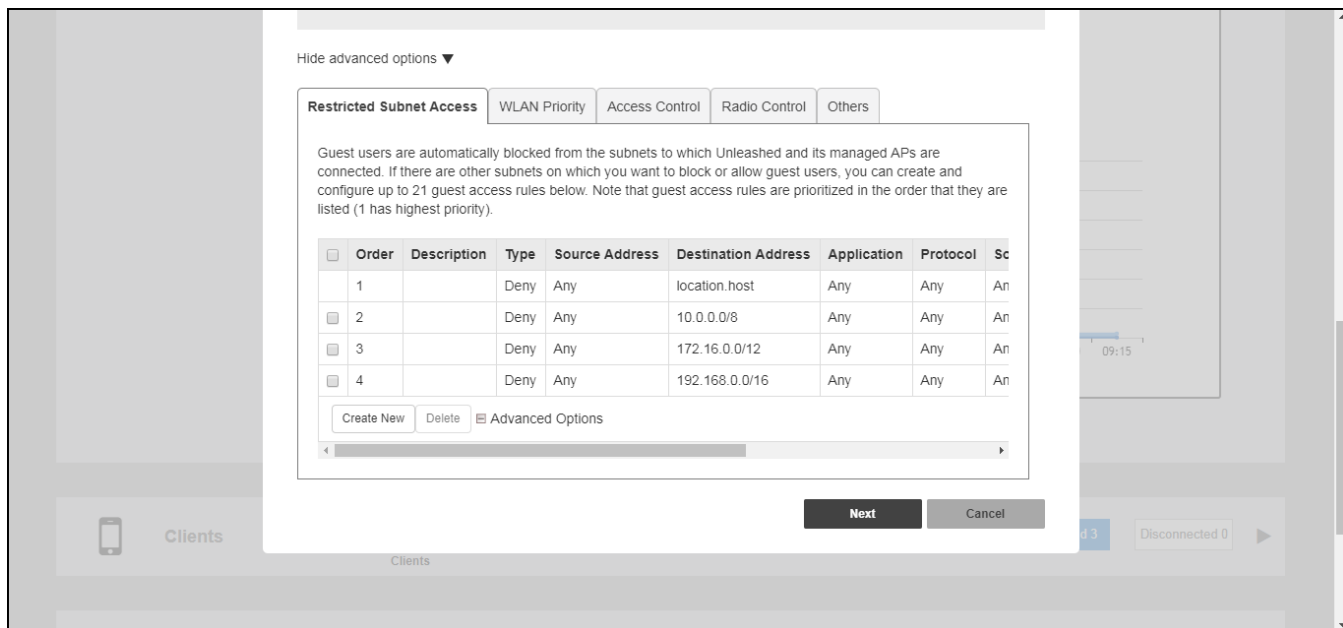 Hide advanced options ▼
Restricted Subnet Access WLAN Priority Access Control Radio Control Others
Guest users are automatically blocked from the subnets to which Unleashed and its managed APs are
connected. If there are other subnets on which you want to block or allow guest users, you can create and
configure up to 21 guest access rules below. Note that guest access rules are prioritized in the order that they are
listed (1 has highest priority).
Order Description Type Source Address Destination Address Application Protocol Sc
1 Deny Any location.host Any Any An
2 Deny Any 10.0.0.0/8 Any Any An
3 Deny Any 172.16.0.0/12 Any Any An
4 Deny Any 192.168.0.0/16 Any Any An
09:15
Create New Delete Advanced Options
Next Cancel
Clients d 3 Disconnected 0
Clients